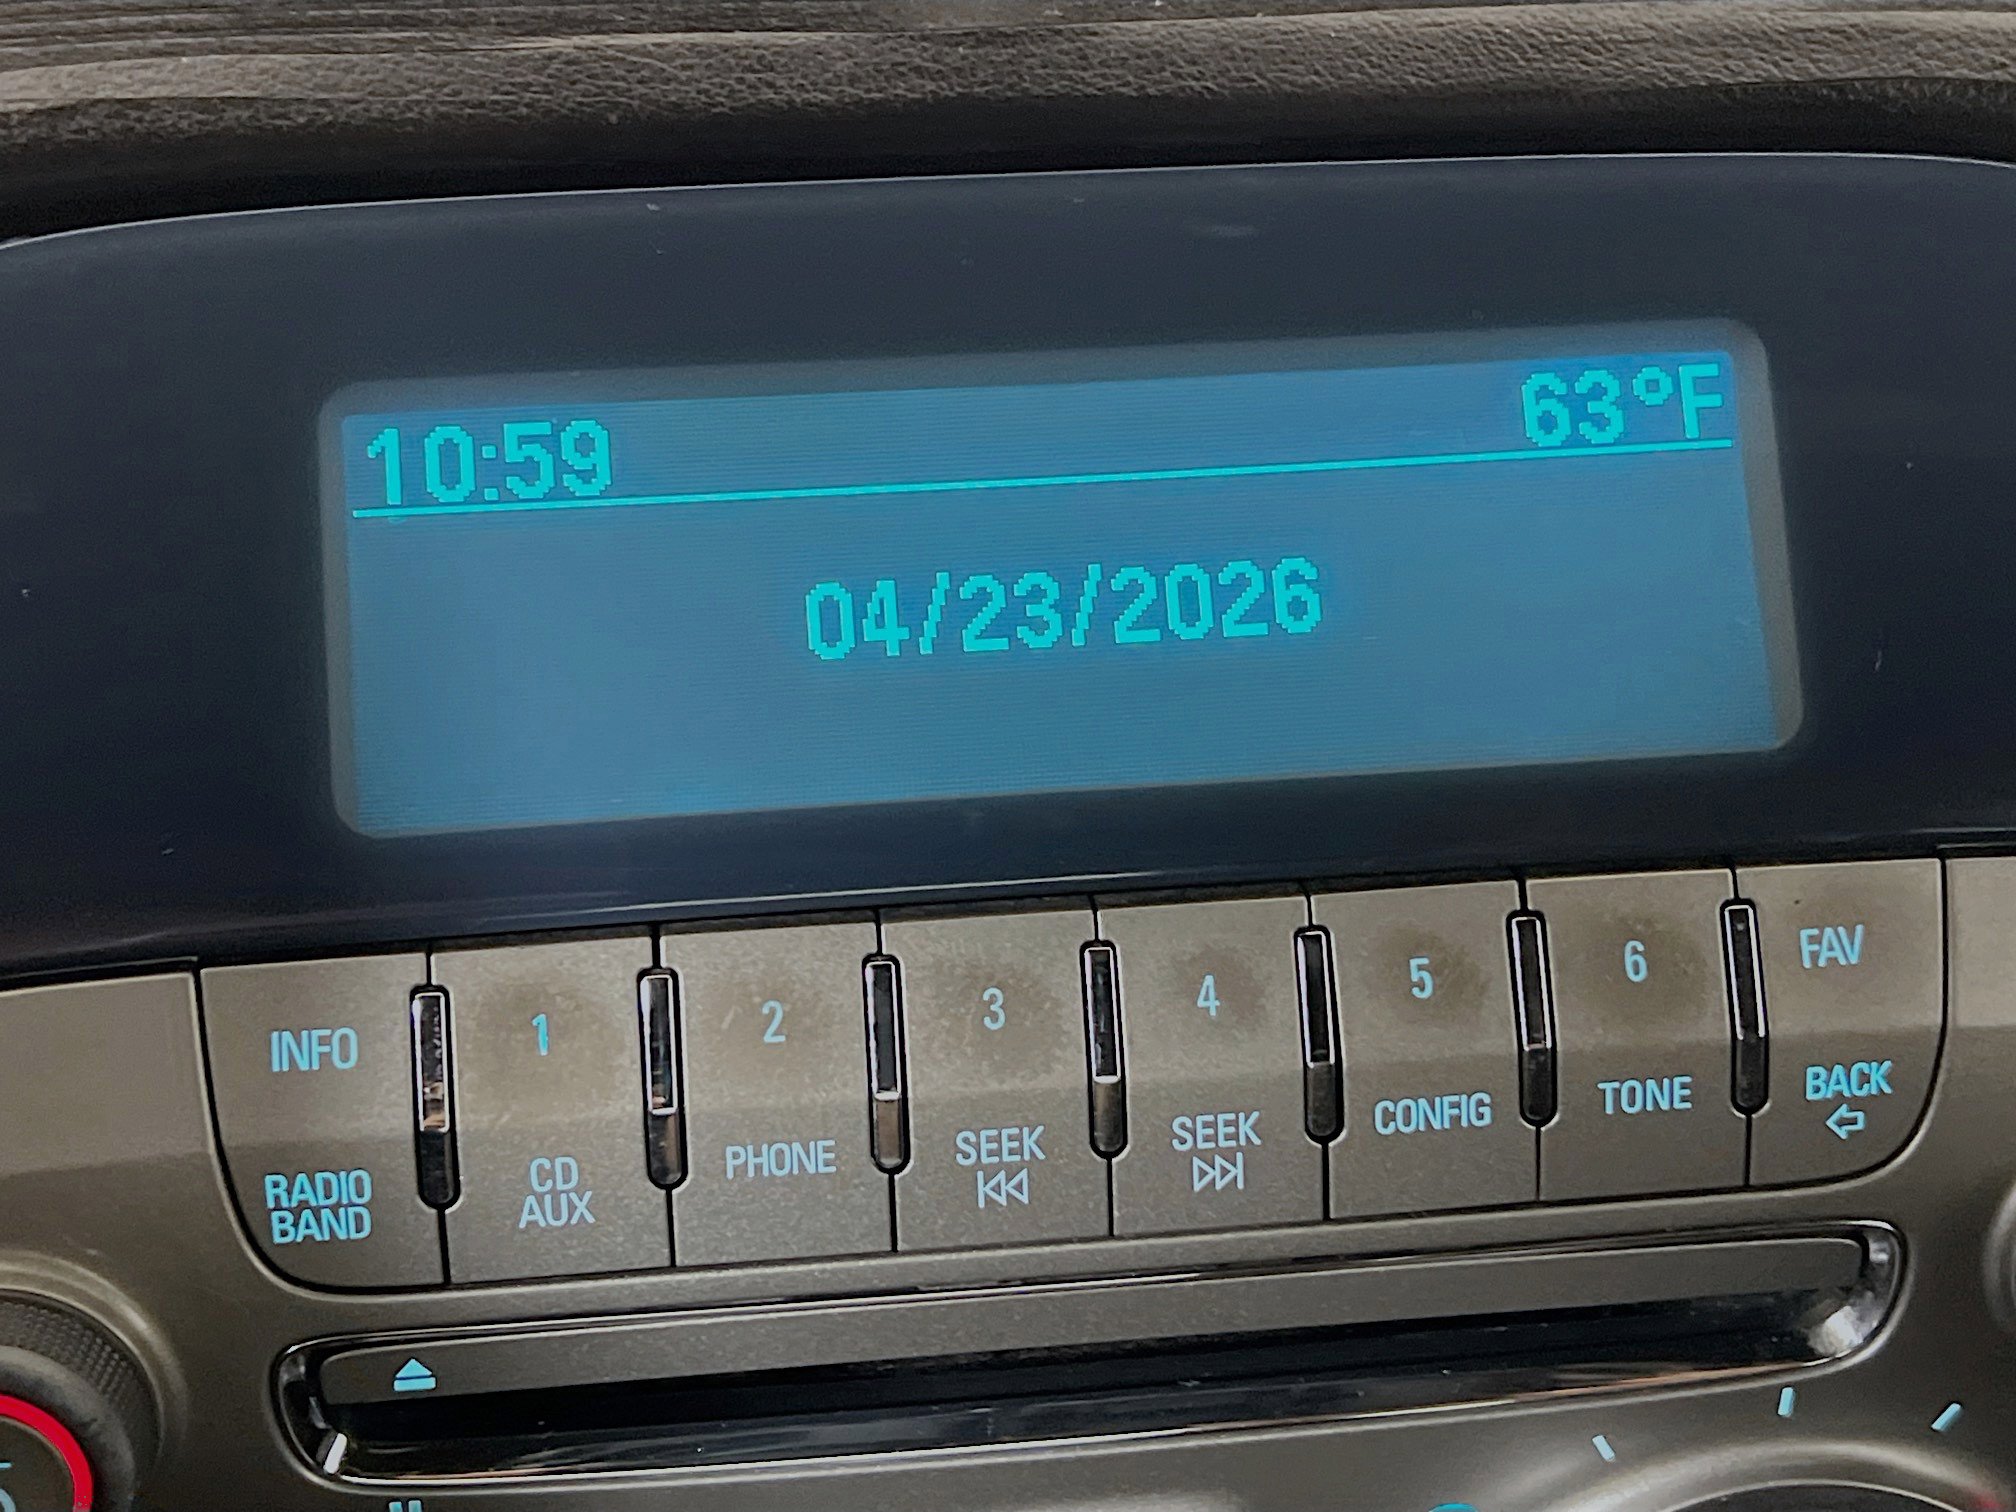 10:59 63°F
04/23/2026
INFO 1 2 3 4 5 6 FAV
RADIO BAND
CD AUX
PHONE
SEEK
SEEK
CONFIG
TONE
BACK